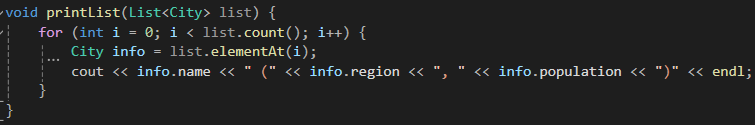 void printList(List<City> list) {
    for (int i = 0; i < list.count(); i++) {
        City info = list.elementAt(i);
        cout << info.name << " (" << info.region << ", " << info.population << ")" << endl;
    }
}